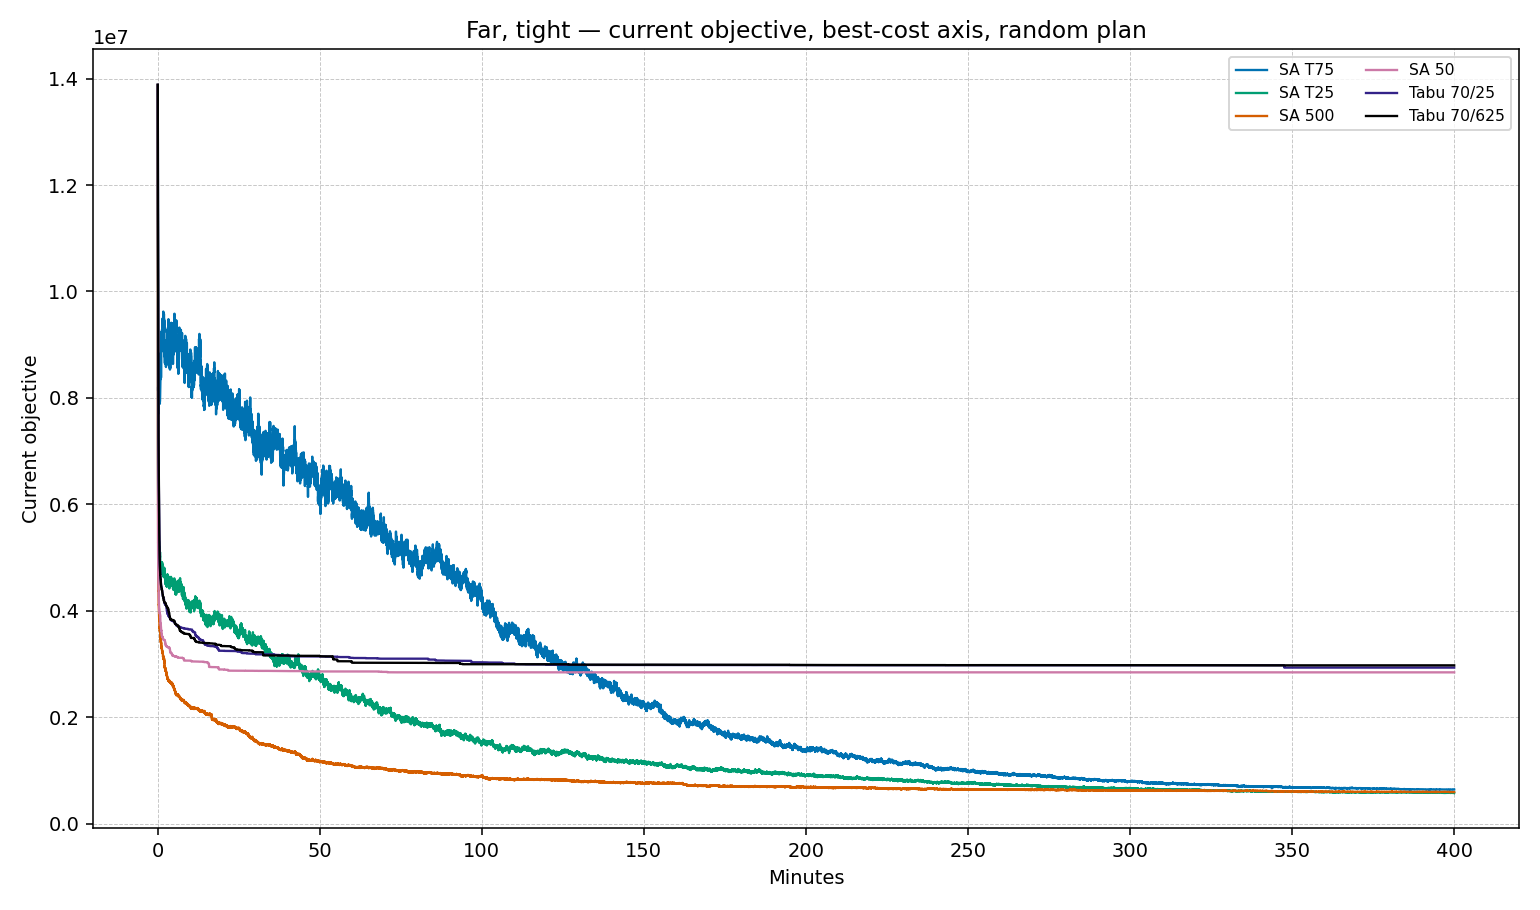 Far, tight — current objective, best-cost axis, random plan
1e7
SA T75
SA T25
SA 500
SA 50
Tabu 70/25
Tabu 70/625
1.4
1.2
1.0
0.8
0.6
0.4
0.2
0.0
Current objective
0 50 100 150 200 250 300 350 400
Minutes